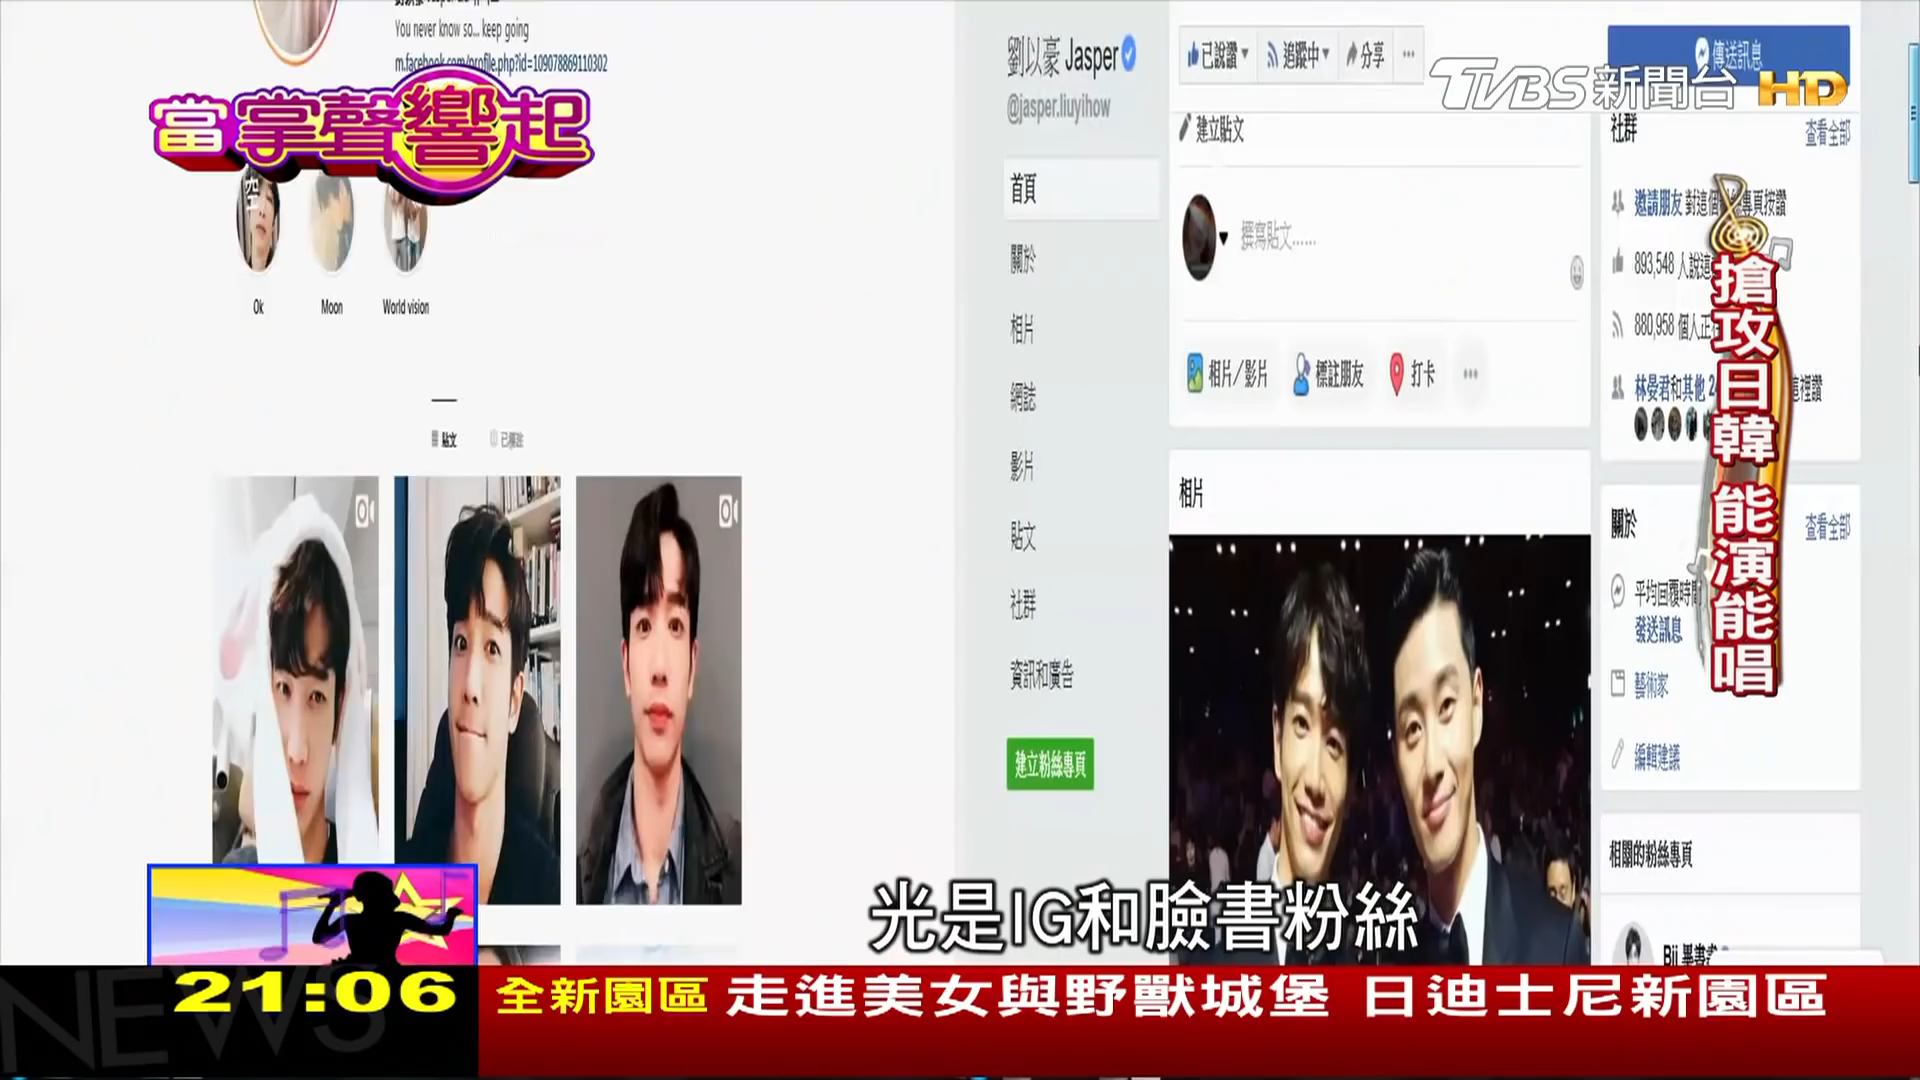 You never know so... keep going
m.facebook.com/profile.php?id=109078869110302
當掌聲響起
Ok
Moon
World vision
貼文
劉以豪 Jasper
@jasper.liuyihow
首頁
關於
相片
網誌
影片
貼文
社群
資訊和廣告
建立粉絲專頁
已說讚
追蹤中
分享
傳送訊息
TVBS新聞台 HD
建立貼文
撰寫貼文......
相片/影片
標註朋友
打卡
相片
社群
查看全部
邀請朋友
893,548 人說這
880,958 個人正
林晏君和其他 2
關於
查看全部
平均回覆時間
發送訊息
藝術家
編輯建議
相關的粉絲專頁
搶攻日韓 能演能唱
光是IG和臉書粉絲
NEWS
21:06
全新園區 走進美女與野獸城堡 日迪士尼新園區